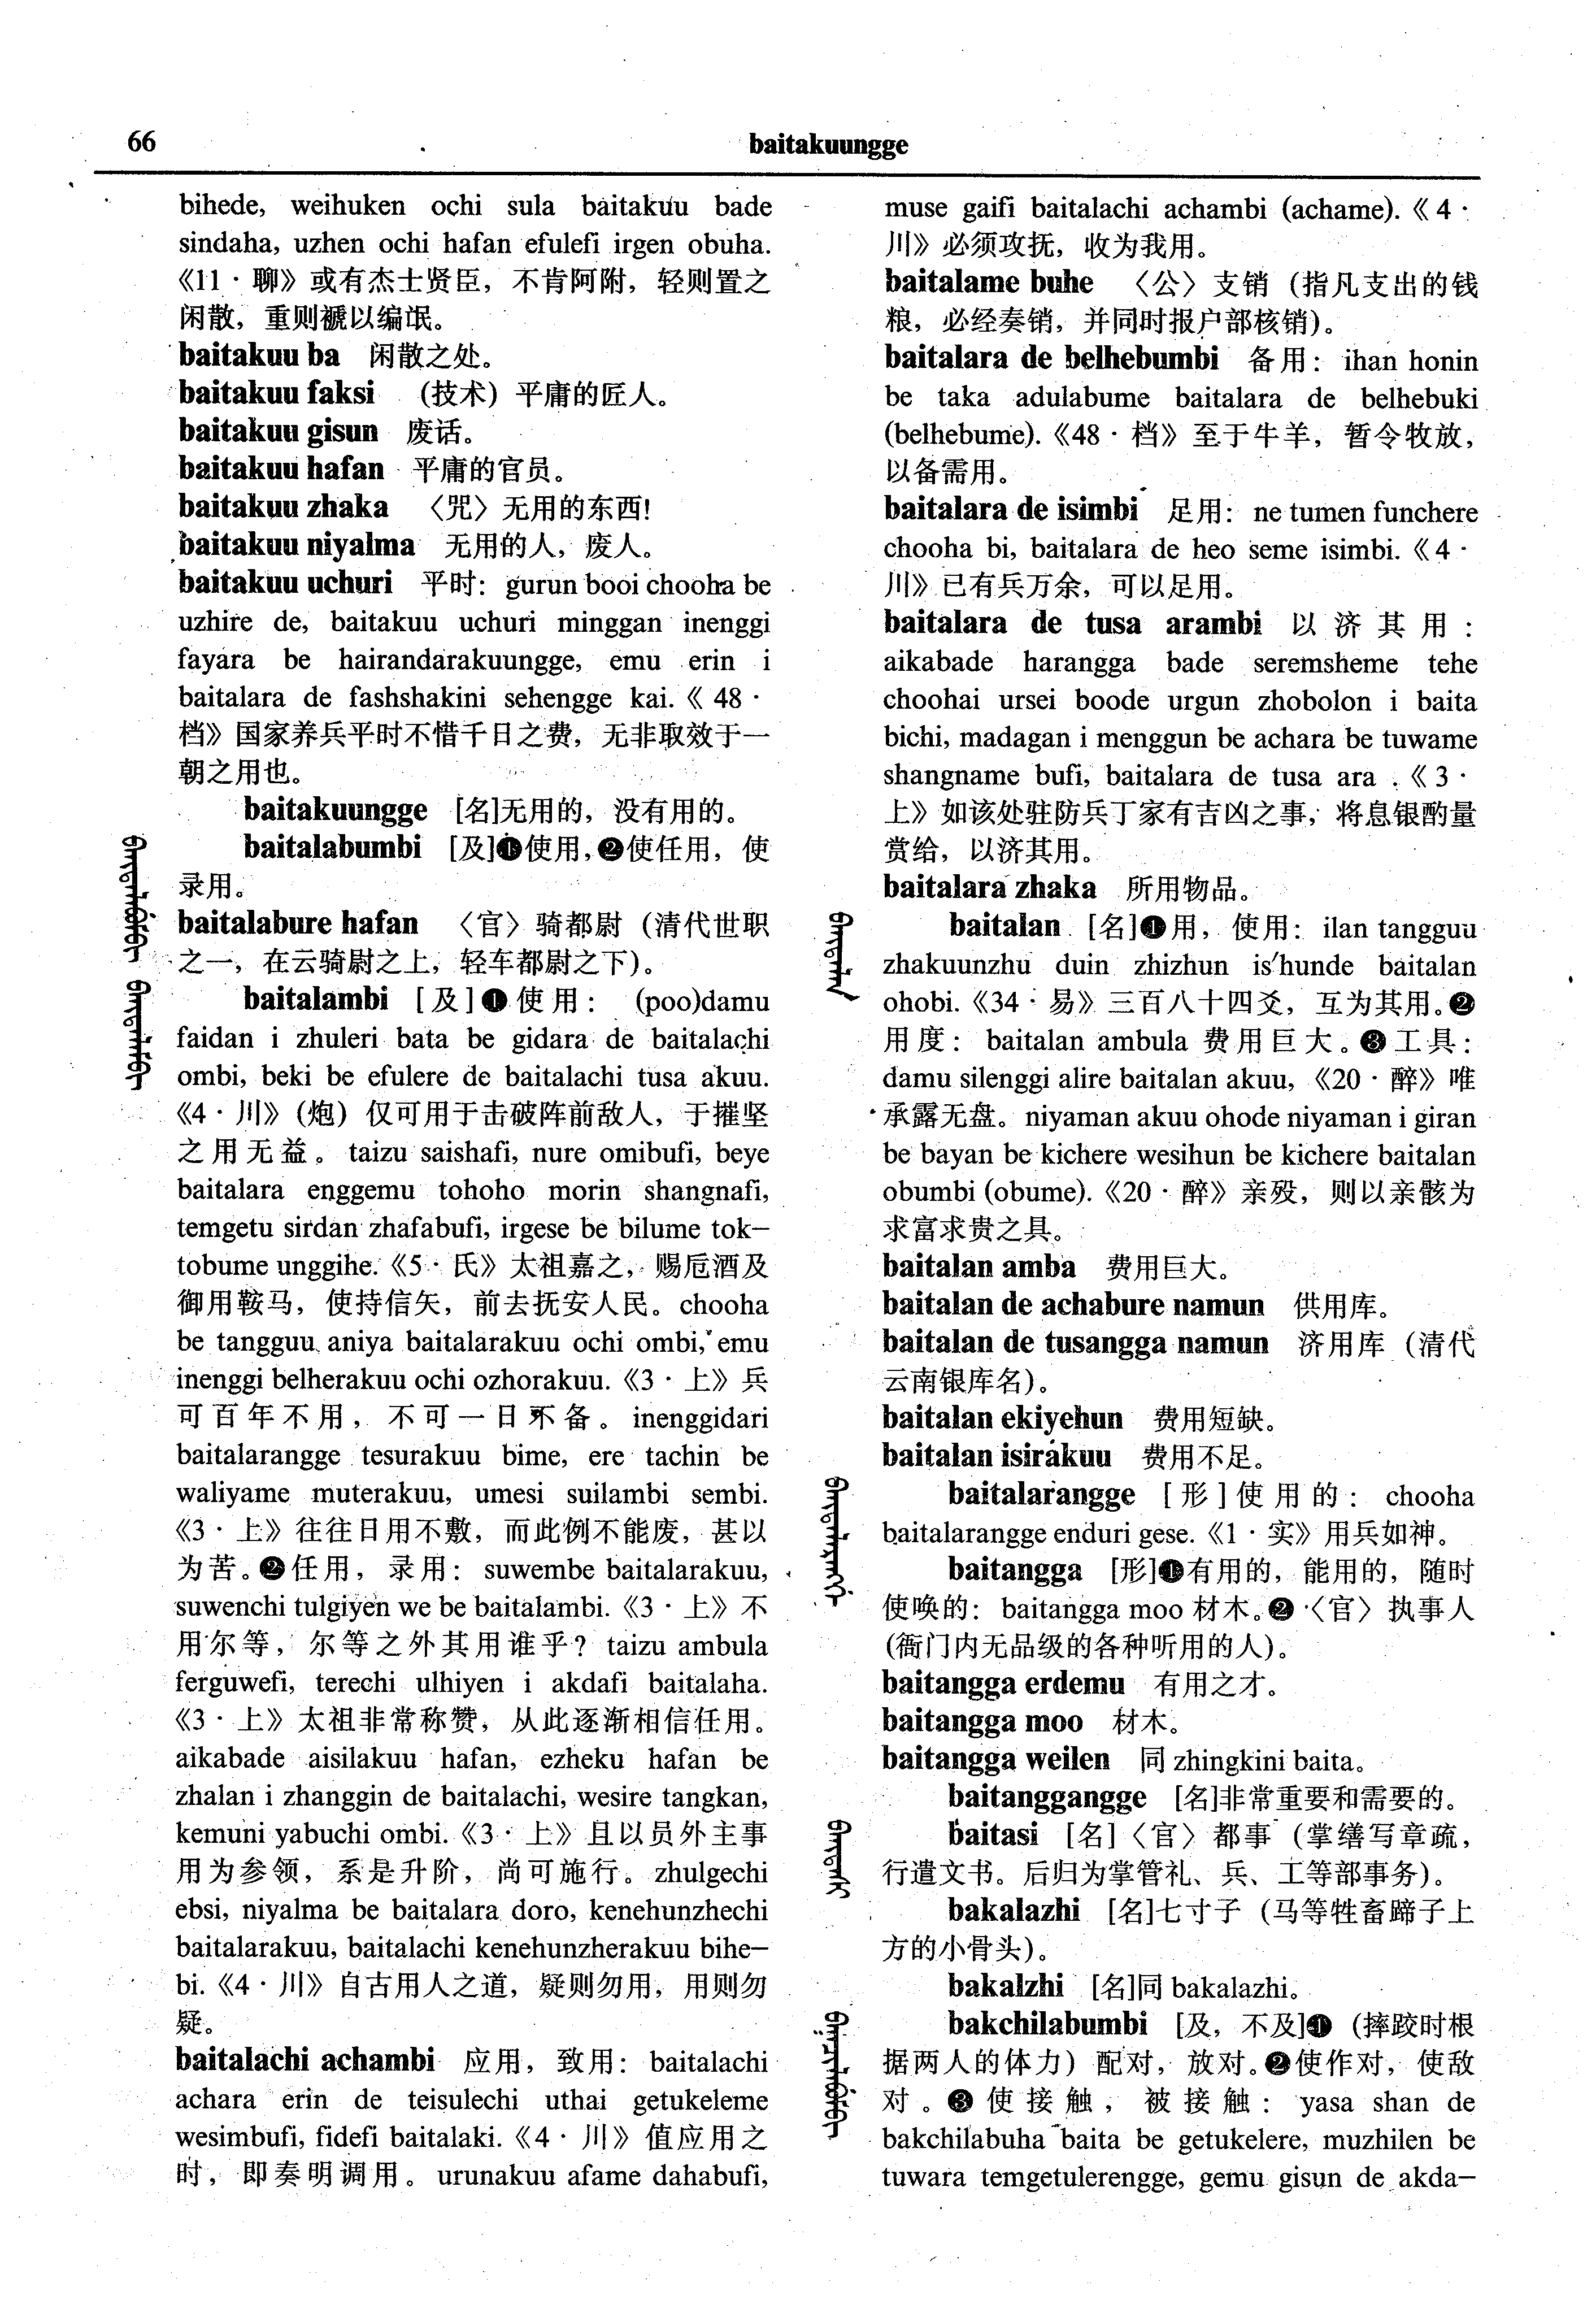 66
baitakuungge
bihede, weihuken ochi sula baitakuu bade
sindaha, uzhen ochi hafan efulefi irgen obuha.
《11·聊》或有杰士贤臣，不肯阿附，轻则置之
闲散，重则褫以编氓。
baitakuu ba 闲散之处。
baitakuu faksi （技术）平庸的匠人。
baitakuu gisun 废话。
baitakuu hafan 平庸的官员。
baitakuu zhaka 〈咒〉无用的东西!
baitakuu niyalma 无用的人，废人。
baitakuu uchuri 平时：gurun booi chooha be
uzhire de, baitakuu uchuri minggan inenggi
fayara be hairandarakuungge, emu erin i
baitalara de fashshakini sehengge kai.《48·
档》国家养兵平时不惜千日之费，无非取效于一
朝之用也。
baitakuungge [名]无用的，没有用的。
baitalabumbi [及]❶使用，❷使任用，使
录用。
baitalabure hafan 〈官〉骑都尉（清代世职
之一，在云骑尉之上，轻车都尉之下）。
baitalambi [及]❶使用： (poo)damu
faidan i zhuleri bata be gidara de baitalachi
ombi, beki be efulere de baitalachi tusa akuu.
《4·川》（炮）仅可用于击破阵前敌人，于摧坚
之用无益。taizu saishafi, nure omibufi, beye
baitalara enggemu tohoho morin shangnafi,
temgetu sirdan zhafabufi, irgese be bilume tok—
tobume unggihe.《5·氏》太祖嘉之，赐卮酒及
御用鞍马，使持信矢，前去抚安人民。chooha
be tangguu aniya baitalarakuu ochi ombi, emu
inenggi belherakuu ochi ozhorakuu.《3·上》兵
可百年不用，不可一日不备。inenggidari
baitalarangge tesurakuu bime, ere tachin be
waliyame muterakuu, umesi suilambi sembi.
《3·上》往往日用不敷，而此例不能废，甚以
为苦。❷任用，录用：suwembe baitalarakuu,
suwenchi tulgiyen we be baitalambi.《3·上》不
用尔等，尔等之外其用谁乎？taizu ambula
ferguwefi, terechi ulhiyen i akdafi baitalaha.
《3·上》太祖非常称赞，从此逐渐相信任用。
aikabade aisilakuu hafan, ezheku hafan be
zhalan i zhanggin de baitalachi, wesire tangkan,
kemuni yabuchi ombi.《3·上》且以员外主事
用为参领，系是升阶，尚可施行。zhulgechi
ebsi, niyalma be baitalara doro, kenehunzhechi
baitalarakuu, baitalachi kenehunzherakuu bihe—
bi.《4·川》自古用人之道，疑则勿用，用则勿
疑。
baitalachi achambi 应用，致用：baitalachi
achara erin de teisulechi uthai getukeleme
wesimbufi, fidefi baitalaki.《4·川》值应用之
时，即奏明调用。urunakuu afame dahabufi,
muse gaifi baitalachi achambi (achame).《4·
川》必须攻抚，收为我用。
baitalame buhe 〈公〉支销（指凡支出的钱
粮，必经奏销，并同时报户部核销）。
baitalara de belhebumbi 备用：ihan honin
be taka adulabume baitalara de belhebuki
(belhebume).《48·档》至于牛羊，暂令牧放，
以备需用。
baitalara de isimbi 足用：ne tumen funchere
chooha bi, baitalara de heo seme isimbi.《4·
川》已有兵万余，可以足用。
baitalara de tusa arambi 以济其用：
aikabade harangga bade seremsheme tehe
choohai ursei boode urgun zhobolon i baita
bichi, madagan i menggun be achara be tuwame
shangname bufi, baitalara de tusa ara .《3·
上》如该处驻防兵丁家有吉凶之事，将息银酌量
赏给，以济其用。
baitalara zhaka 所用物品。
baitalan [名]❶用，使用：ilan tangguu
zhakuunzhu duin zhizhun is'hunde baitalan
ohobi.《34·易》三百八十四爻，互为其用。❷
用度：baitalan ambula 费用巨大。❸工具：
damu silenggi alire baitalan akuu,《20·醉》唯
承露无盘。niyaman akuu ohode niyaman i giran
be bayan be kichere wesihun be kichere baitalan
obumbi (obume).《20·醉》亲殁，则以亲骸为
求富求贵之具。
baitalan amba 费用巨大。
baitalan de achabure namun 供用库。
baitalan de tusangga namun 济用库（清代
云南银库名）。
baitalan ekiyehun 费用短缺。
baitalan isirakuu 费用不足。
baitalarangge [形]使用的：chooha
baitalarangge enduri gese.《1·实》用兵如神。
baitangga [形]❶有用的，能用的，随时
使唤的：baitangga moo 材木。❷〈官〉执事人
（衙门内无品级的各种听用的人）。
baitangga erdemu 有用之才。
baitangga moo 材木。
baitangga weilen 同 zhingkini baita。
baitanggangge [名]非常重要和需要的。
baitasi [名]〈官〉都事（掌缮写章疏，
行遣文书。后归为掌管礼、兵、工等部事务）。
bakalazhi [名]七寸子（马等牲畜蹄子上
方的小骨头）。
bakalzhi [名]同 bakalazhi。
bakchilabumbi [及，不及]❶（摔跤时根
据两人的体力）配对，放对。❷使作对，使敌
对。❸使接触，被接触：yasa shan de
bakchilabuha baita be getukelere, muzhilen be
tuwara temgetulerengge, gemu gisun de akda—